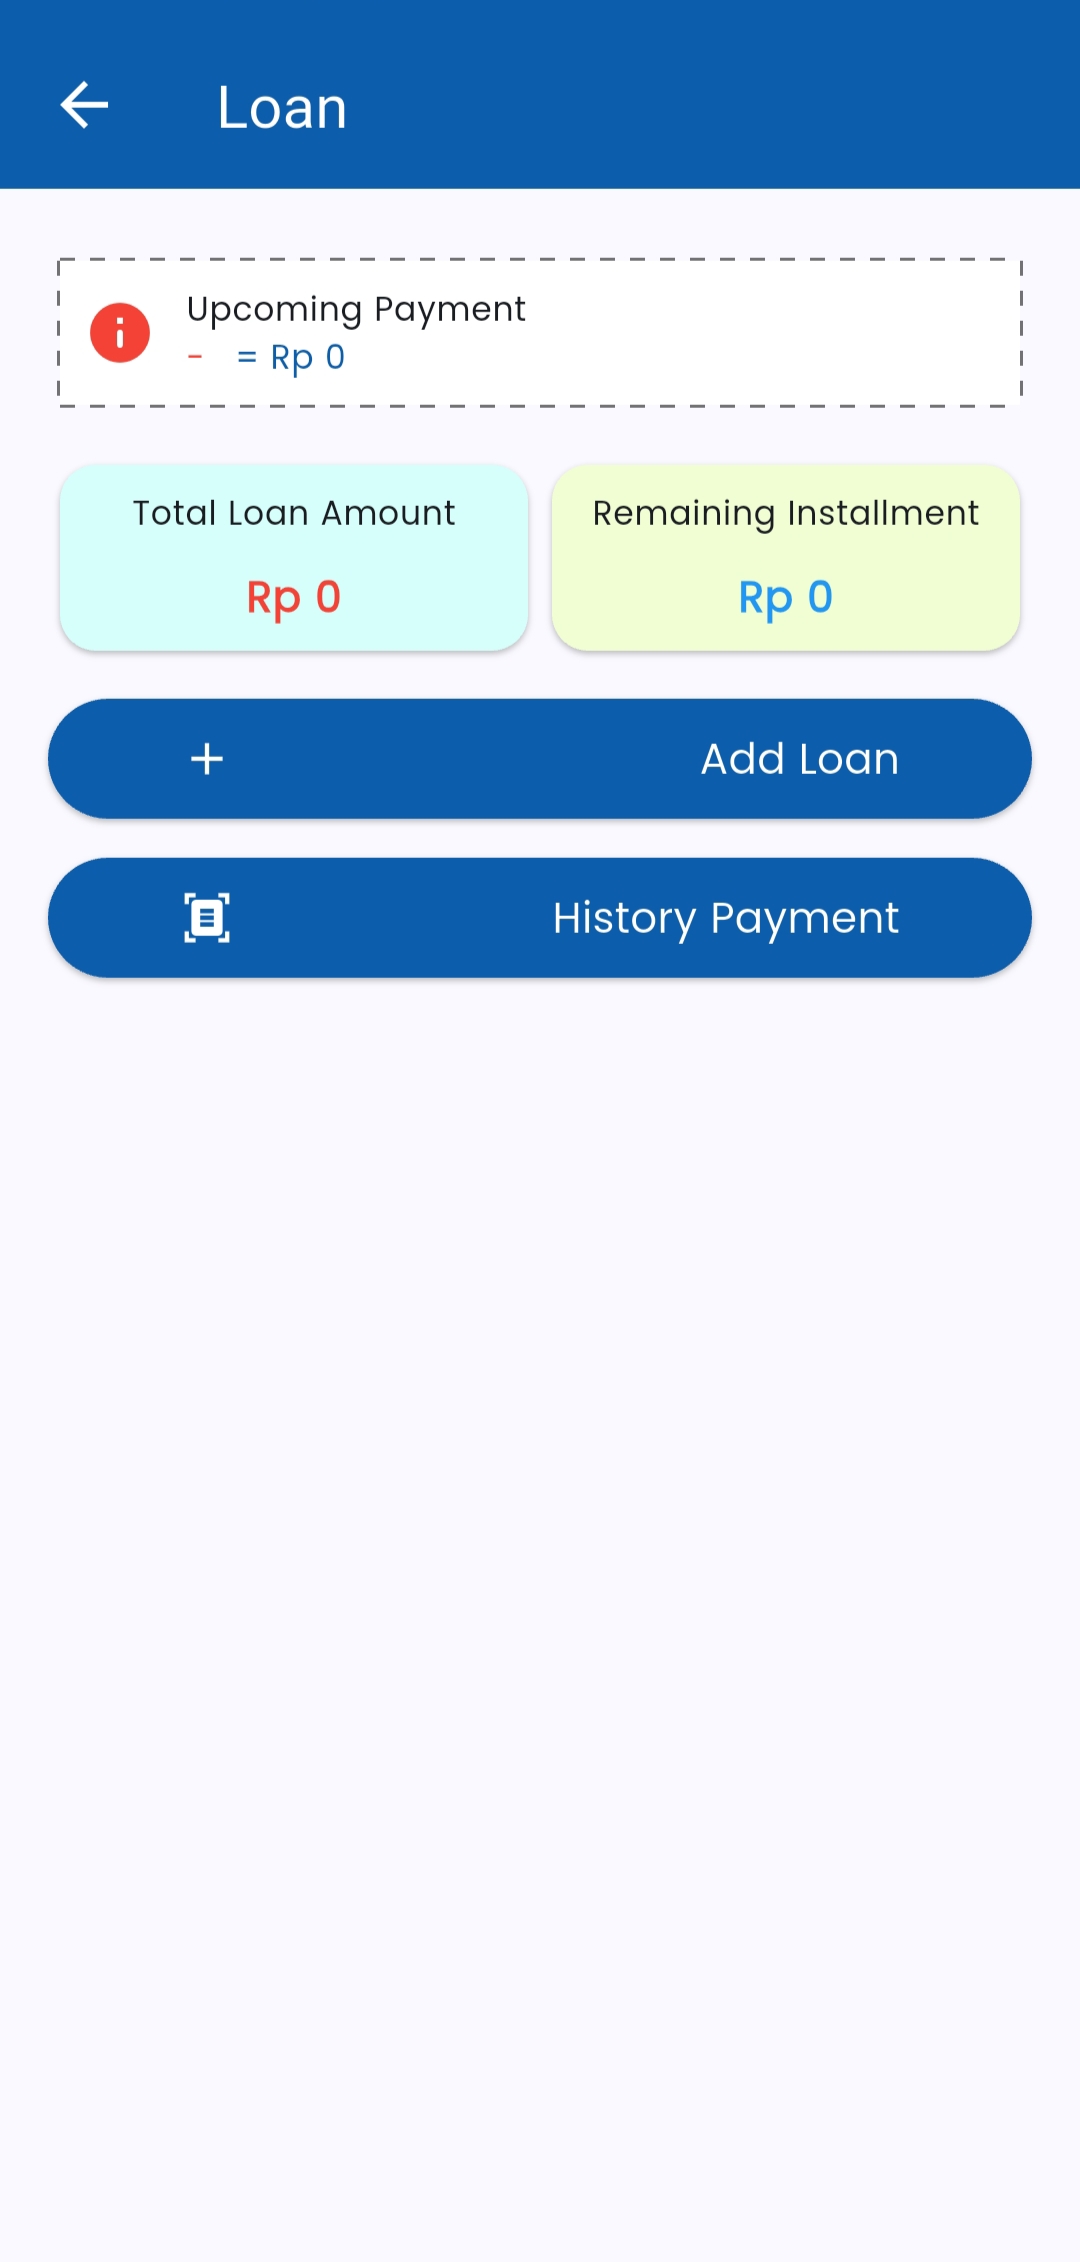 Loan
Upcoming Payment
- = Rp 0
Total Loan Amount
Rp 0
Remaining Installment
Rp 0
Add Loan
History Payment